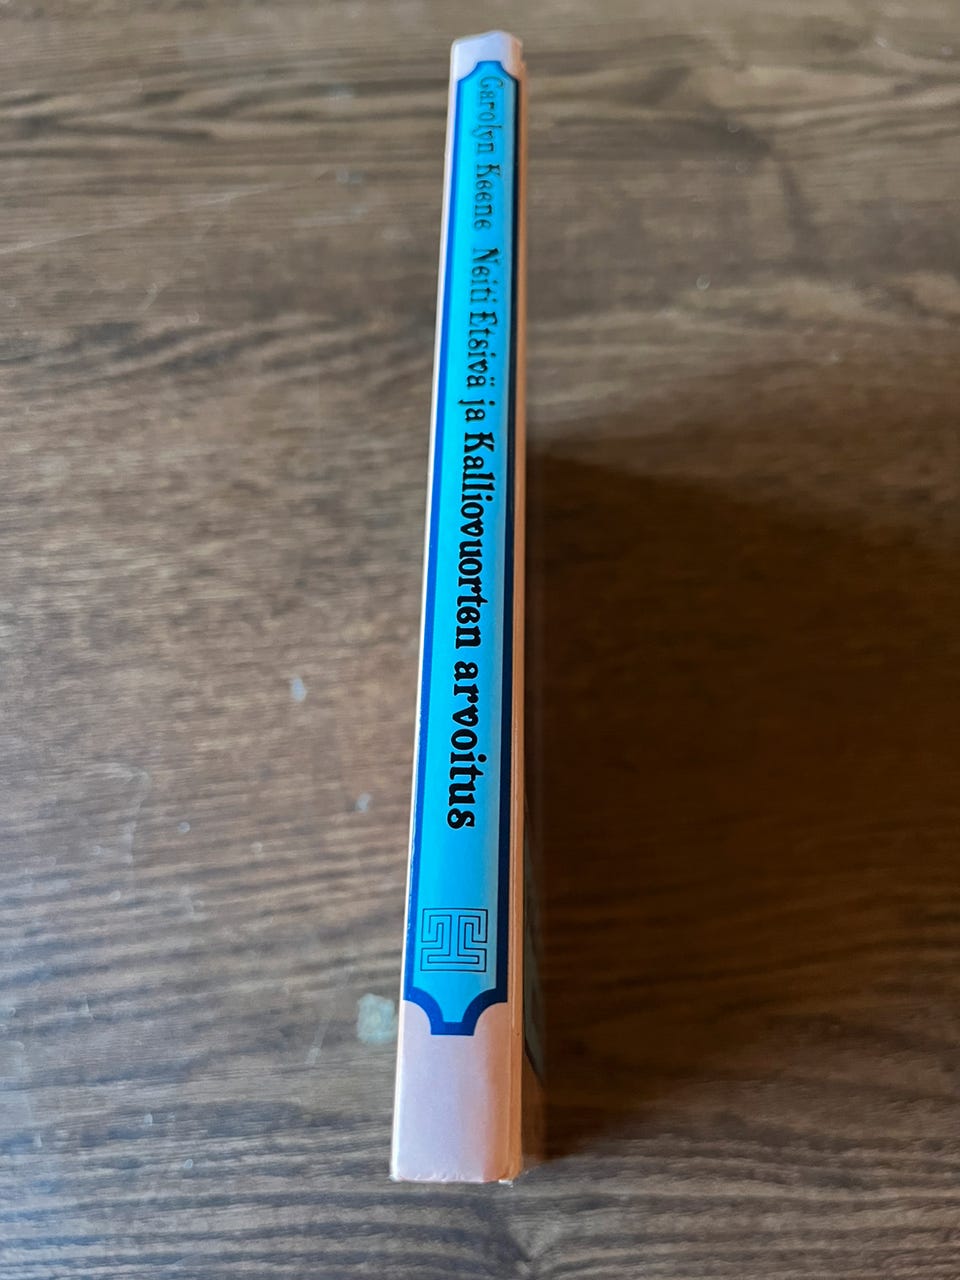 Carolyn Keene Neiti Etsivä ja Kalliovuorten arvoitus